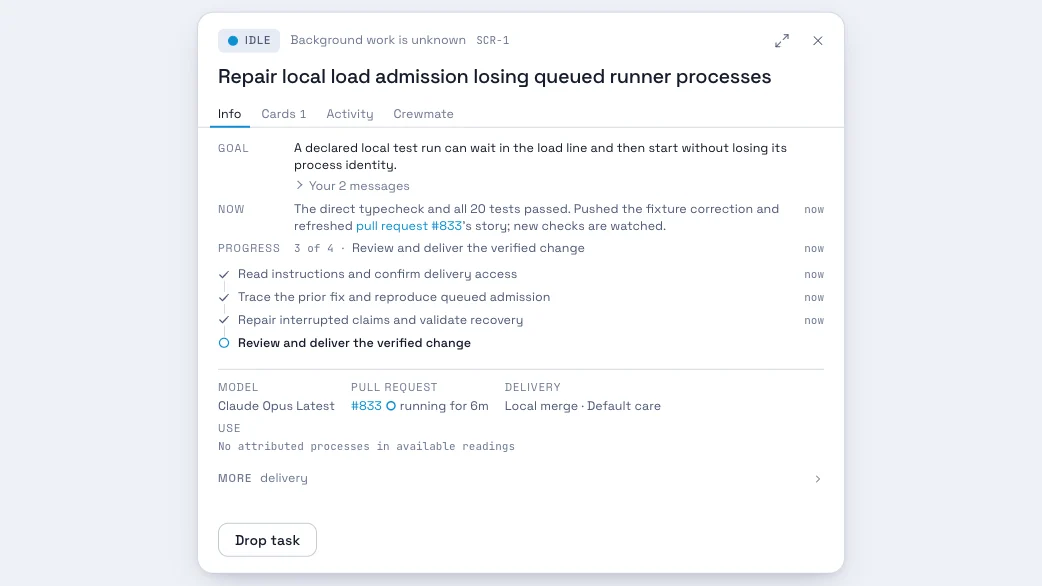 IDLE Background work is unknown SCR-1
Repair local load admission losing queued runner processes
Info Cards 1 Activity Crewmate
GOAL A declared local test run can wait in the load line and then start without losing its
process identity.
Your 2 messages
NOW The direct typecheck and all 20 tests passed. Pushed the fixture correction and now
refreshed pull request #833's story; new checks are watched.
PROGRESS 3 of 4 · Review and deliver the verified change now
Read instructions and confirm delivery access now
Trace the prior fix and reproduce queued admission now
Repair interrupted claims and validate recovery now
Review and deliver the verified change
MODEL PULL REQUEST DELIVERY
Claude Opus Latest #833 running for 6m Local merge · Default care
USE
No attributed processes in available readings
MORE delivery
Drop task